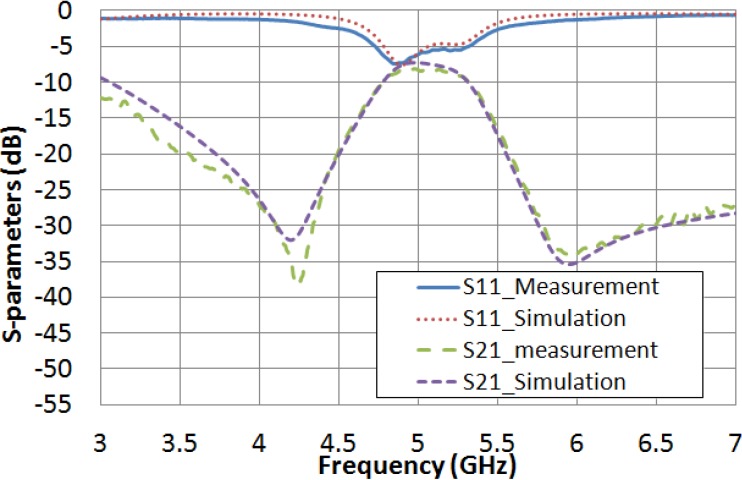 0
-5
-10
-15
-20
-25
-30
-35
-40
-45
-50
-55
S-parameters (dB)
S11_Measurement
S11_Simulation
S21_measurement
S21_Simulation
3 3.5 4 4.5 5 5.5 6 6.5 7
Frequency (GHz)